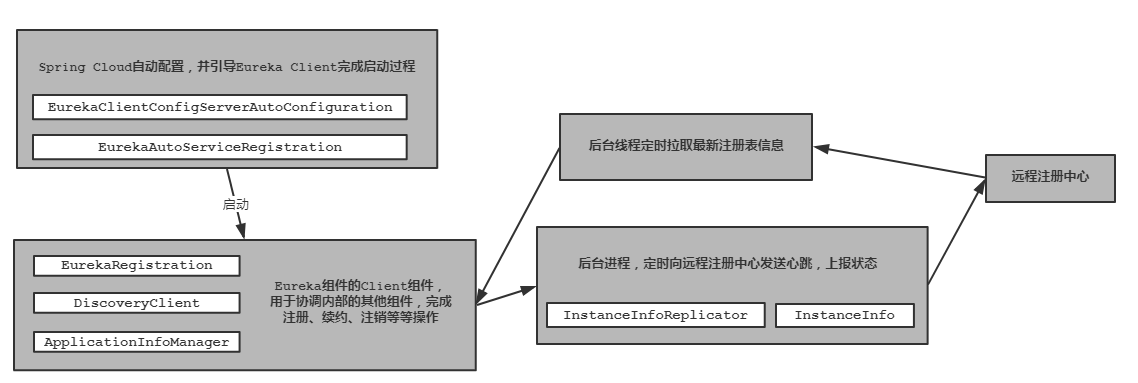 Spring Cloud自动配置，并引导Eureka Client完成启动过程
EurekaClientConfigServerAutoConfiguration
EurekaAutoServiceRegistration
启动
EurekaRegistration
DiscoveryClient
ApplicationInfoManager
Eureka组件的Client组件，
用于协调内部的其他组件，完成
注册、续约、注销等等操作
后台线程定时拉取最新注册表信息
后台进程，定时向远程注册中心发送心跳，上报状态
InstanceInfoReplicator
InstanceInfo
远程注册中心